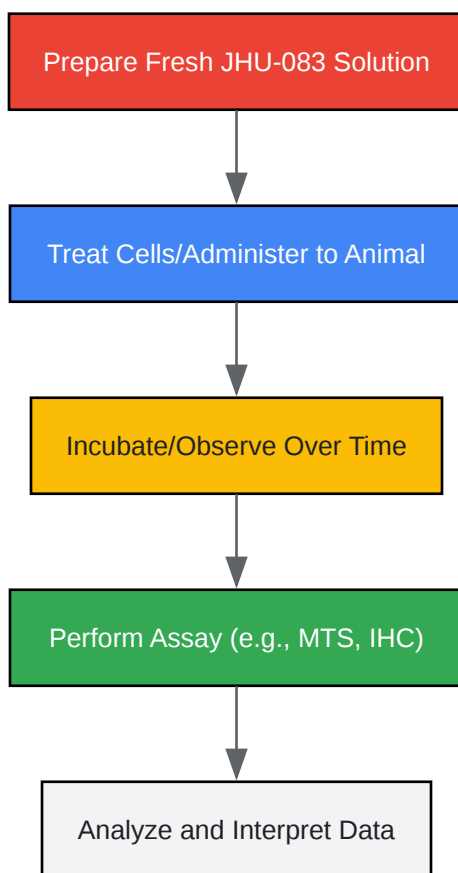 Prepare Fresh JHU-083 Solution
Treat Cells/Administer to Animal
Incubate/Observe Over Time
Perform Assay (e.g., MTS, IHC)
Analyze and Interpret Data